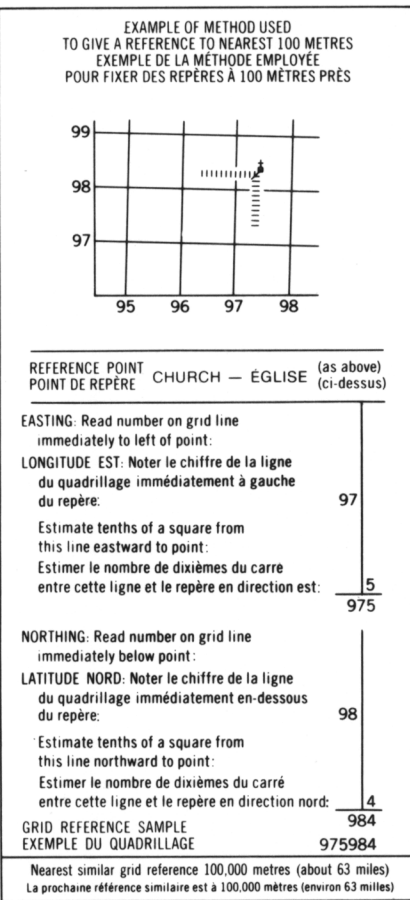 EXAMPLE OF METHOD USED
TO GIVE A REFERENCE TO NEAREST 100 METRES
EXEMPLE DE LA MÉTHODE EMPLOYÉE
POUR FIXER DES REPÈRES À 100 MÈTRES PRÈS
99
98
97
95 96 97 98
REFERENCE POINT
POINT DE REPÈRE
CHURCH — ÉGLISE
(as above)
(ci-dessus)
EASTING: Read number on grid line
immediately to left of point:
LONGITUDE EST: Noter le chiffre de la ligne
du quadrillage immédiatement à gauche
du repère: 97
Estimate tenths of a square from
this line eastward to point:
Estimer le nombre de dixièmes du carré
entre cette ligne et le repère en direction est: 5
975
NORTHING: Read number on grid line
immediately below point:
LATITUDE NORD: Noter le chiffre de la ligne
du quadrillage immédiatement en-dessous
du repère: 98
Estimate tenths of a square from
this line northward to point:
Estimer le nombre de dixièmes du carré
entre cette ligne et le repère en direction nord: 4
984
GRID REFERENCE SAMPLE
EXEMPLE DU QUADRILLAGE 975984
Nearest similar grid reference 100,000 metres (about 63 miles)
La prochaine référence similaire est à 100,000 mètres (environ 63 milles)